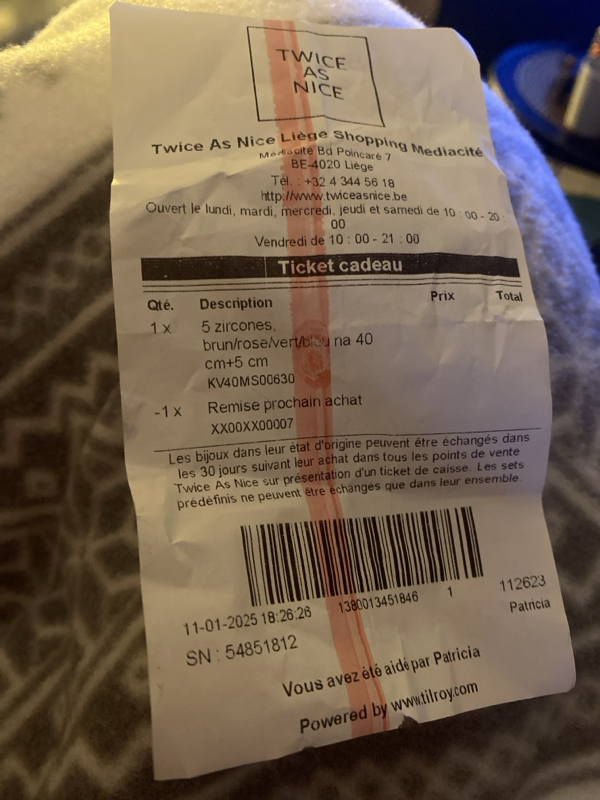 TWICE
AS
NICE
Twice As Nice Liège Shopping Mediacité
Médiacité Bd Poincaré 7
BE-4020 Liège
Tél. : +32 4 344 56 18
http://www.twiceasnice.be
Ouvert le lundi, mardi, mercredi, jeudi et samedi de 10 : 00 - 20 :
00
Vendredi de 10 : 00 - 21 : 00
Ticket cadeau
Qté. Description Prix Total
1 x 5 zircones,
brun/rose/vert/bleu na 40
cm+5 cm
KV40MS00630
-1 x Remise prochain achat
XX00XX00007
Les bijoux dans leur état d'origine peuvent être échangés dans
les 30 jours suivant leur achat dans tous les points de vente
Twice As Nice sur présentation d'un ticket de caisse. Les sets
prédéfinis ne peuvent être échangés que dans leur ensemble.
11-01-2025 18:26:26 1380013451846 1 112623
Patricia
SN : 54851812
Vous avez été aidé par Patricia
Powered by www.tilroy.com